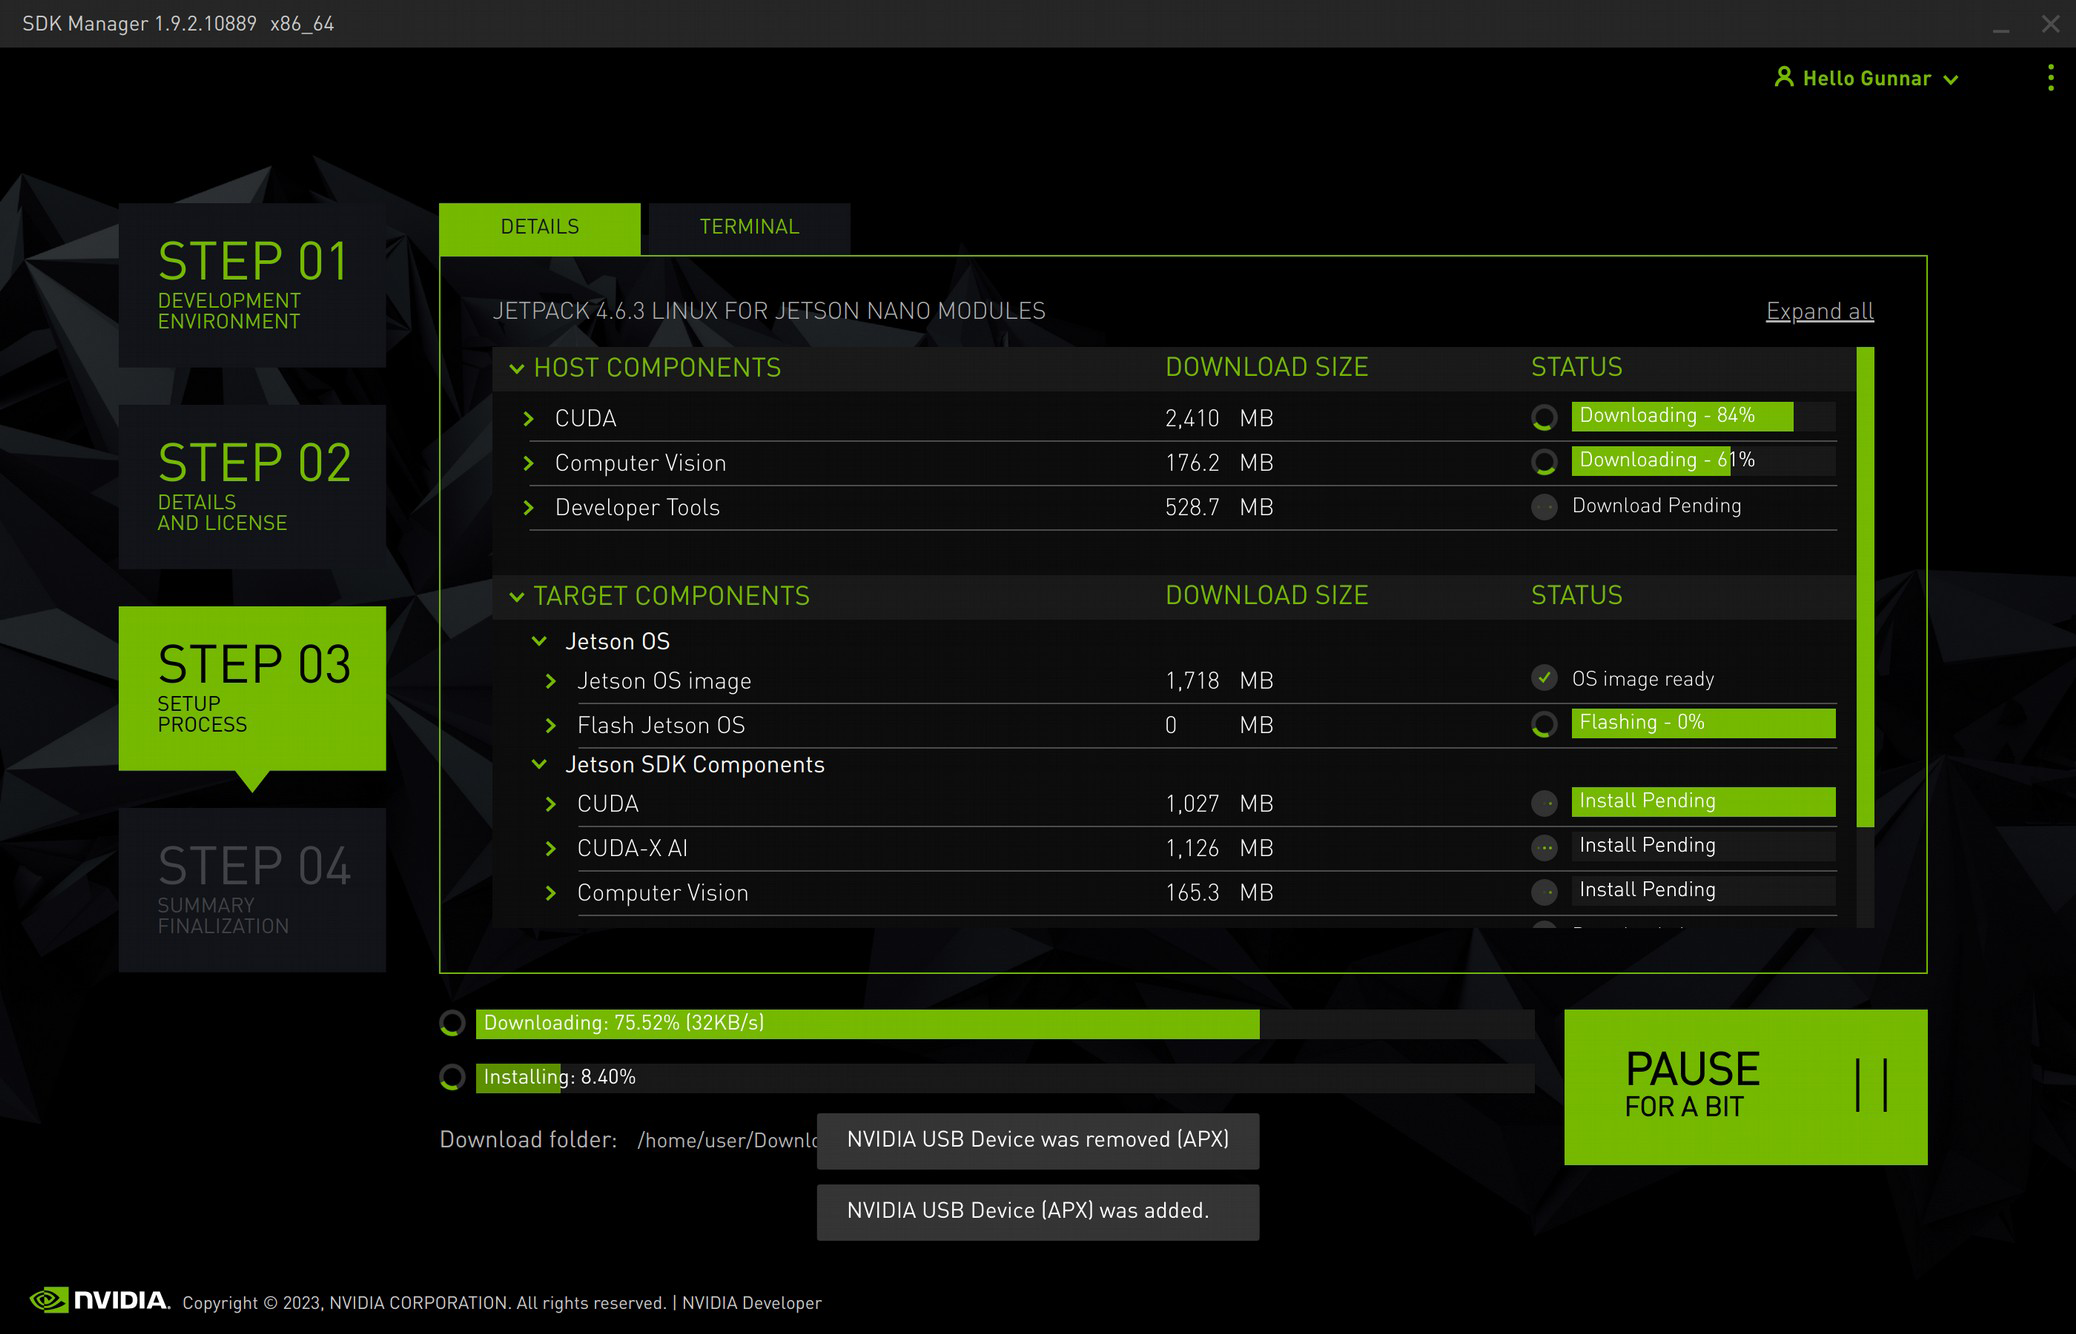 SDK Manager 1.9.2.10889 x86_64
Hello Gunnar
STEP 01
DEVELOPMENT
ENVIRONMENT
STEP 02
DETAILS
AND LICENSE
STEP 03
SETUP
PROCESS
STEP 04
SUMMARY
FINALIZATION
DETAILS TERMINAL
JETPACK 4.6.3 LINUX FOR JETSON NANO MODULES Expand all
HOST COMPONENTS DOWNLOAD SIZE STATUS
CUDA 2,410 MB Downloading - 84%
Computer Vision 176.2 MB Downloading - 61%
Developer Tools 528.7 MB Download Pending
TARGET COMPONENTS DOWNLOAD SIZE STATUS
Jetson OS
Jetson OS image 1,718 MB OS image ready
Flash Jetson OS 0 MB Flashing - 0%
Jetson SDK Components
CUDA 1,027 MB Install Pending
CUDA-X AI 1,126 MB Install Pending
Computer Vision 165.3 MB Install Pending
Downloading: 75.52% (32KB/s)
Installing: 8.40%
PAUSE
FOR A BIT
Download folder: /home/user/Downlo
NVIDIA USB Device was removed (APX)
NVIDIA USB Device (APX) was added.
NVIDIA. Copyright © 2023, NVIDIA CORPORATION. All rights reserved. | NVIDIA Developer